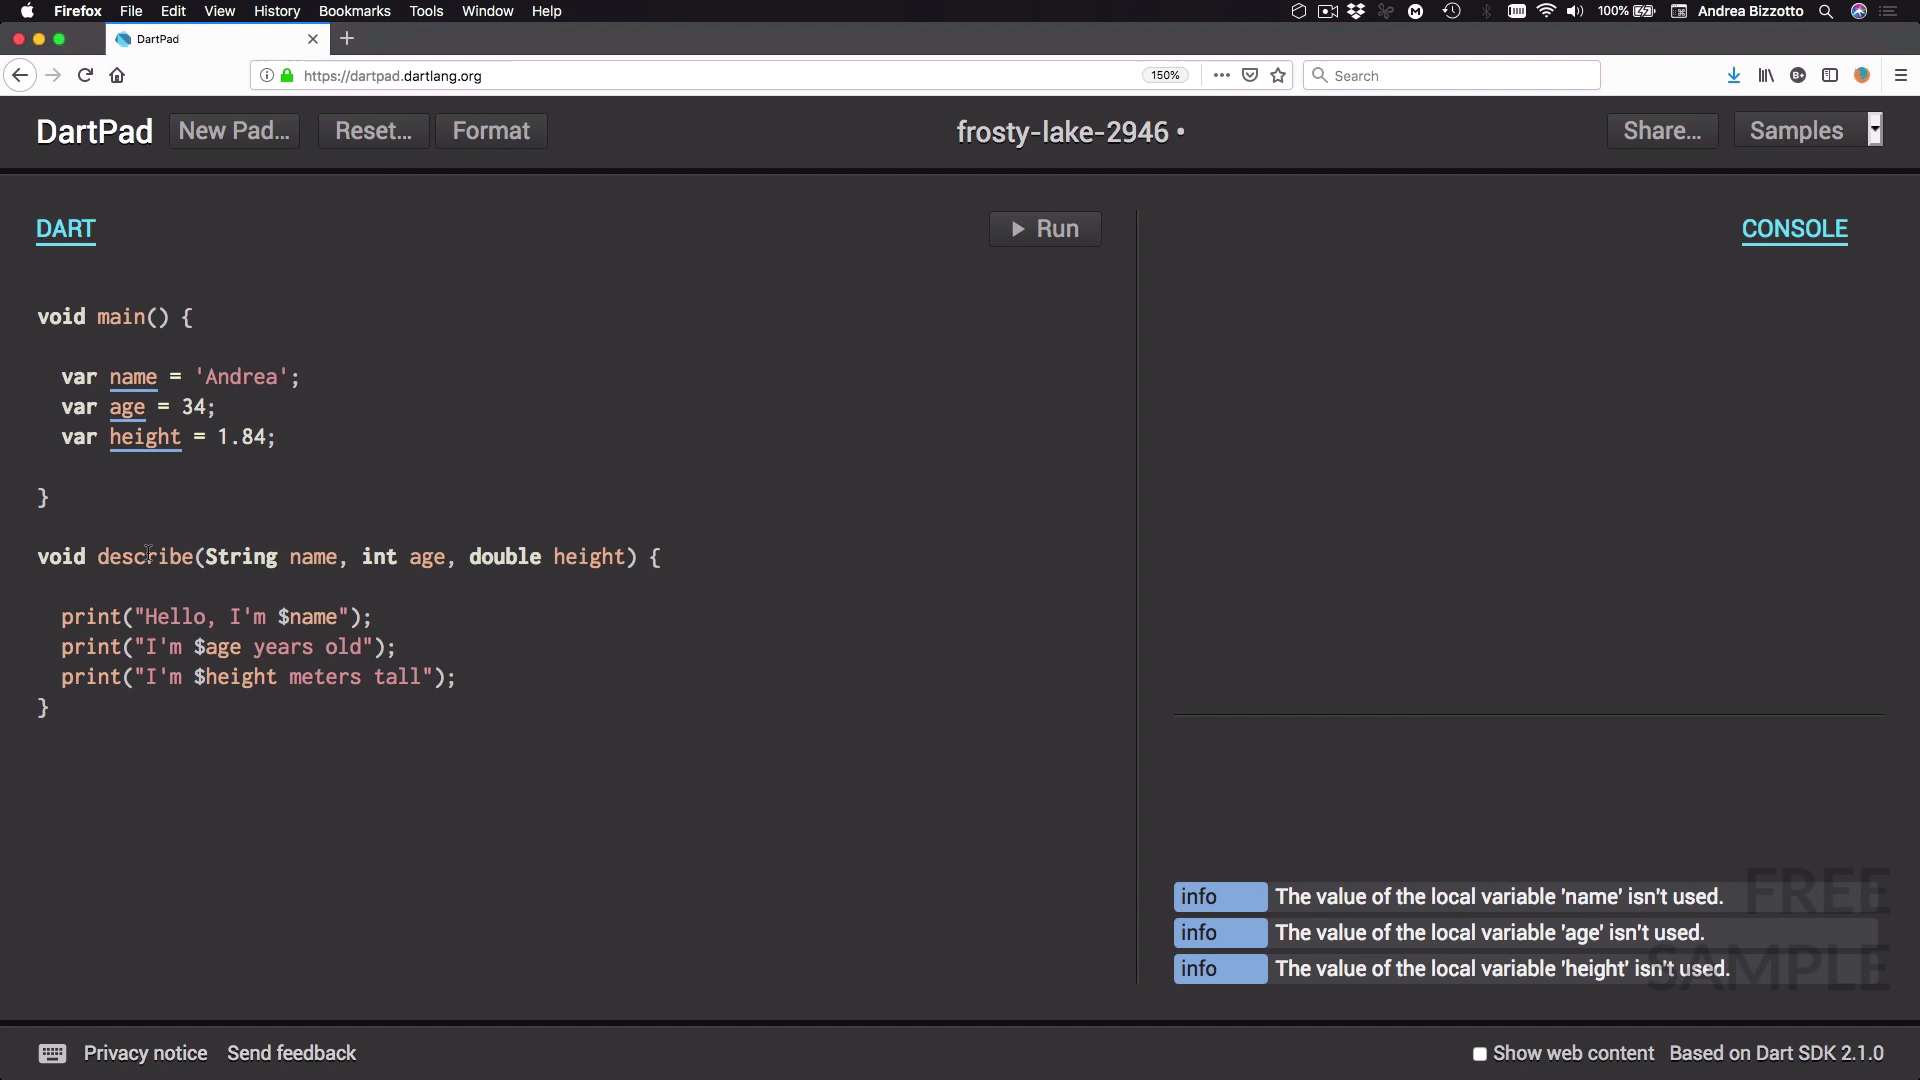 Firefox File Edit View History Bookmarks Tools Window Help 100% Andrea Bizzotto
DartPad
https://dartpad.dartlang.org 150% Search
DartPad New Pad... Reset... Format frosty-lake-2946 • Share... Samples
DART Run CONSOLE
void main() {
var name = 'Andrea';
var age = 34;
var height = 1.84;
}
void describe(String name, int age, double height) {
print("Hello, I'm $name");
print("I'm $age years old");
print("I'm $height meters tall");
}
info The value of the local variable 'name' isn't used.
info The value of the local variable 'age' isn't used.
info The value of the local variable 'height' isn't used.
FREE
SAMPLE
Privacy notice Send feedback Show web content Based on Dart SDK 2.1.0